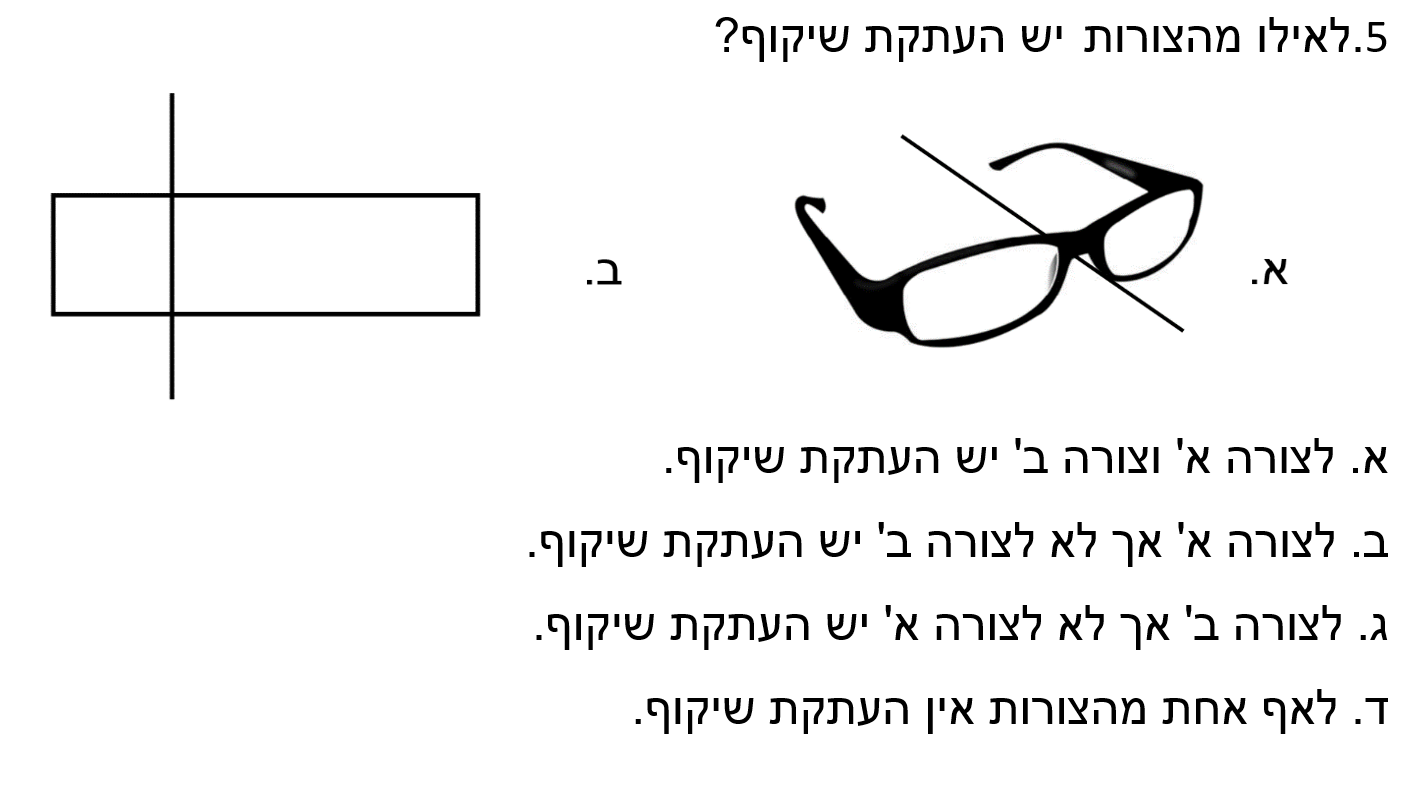 5.לאילו מהצורות יש העתקת שיקוף?
א.
ב.
א. לצורה א' וצורה ב' יש העתקת שיקוף.
ב. לצורה א' אך לא לצורה ב' יש העתקת שיקוף.
ג. לצורה ב' אך לא לצורה א' יש העתקת שיקוף.
ד. לאף אחת מהצורות אין העתקת שיקוף.